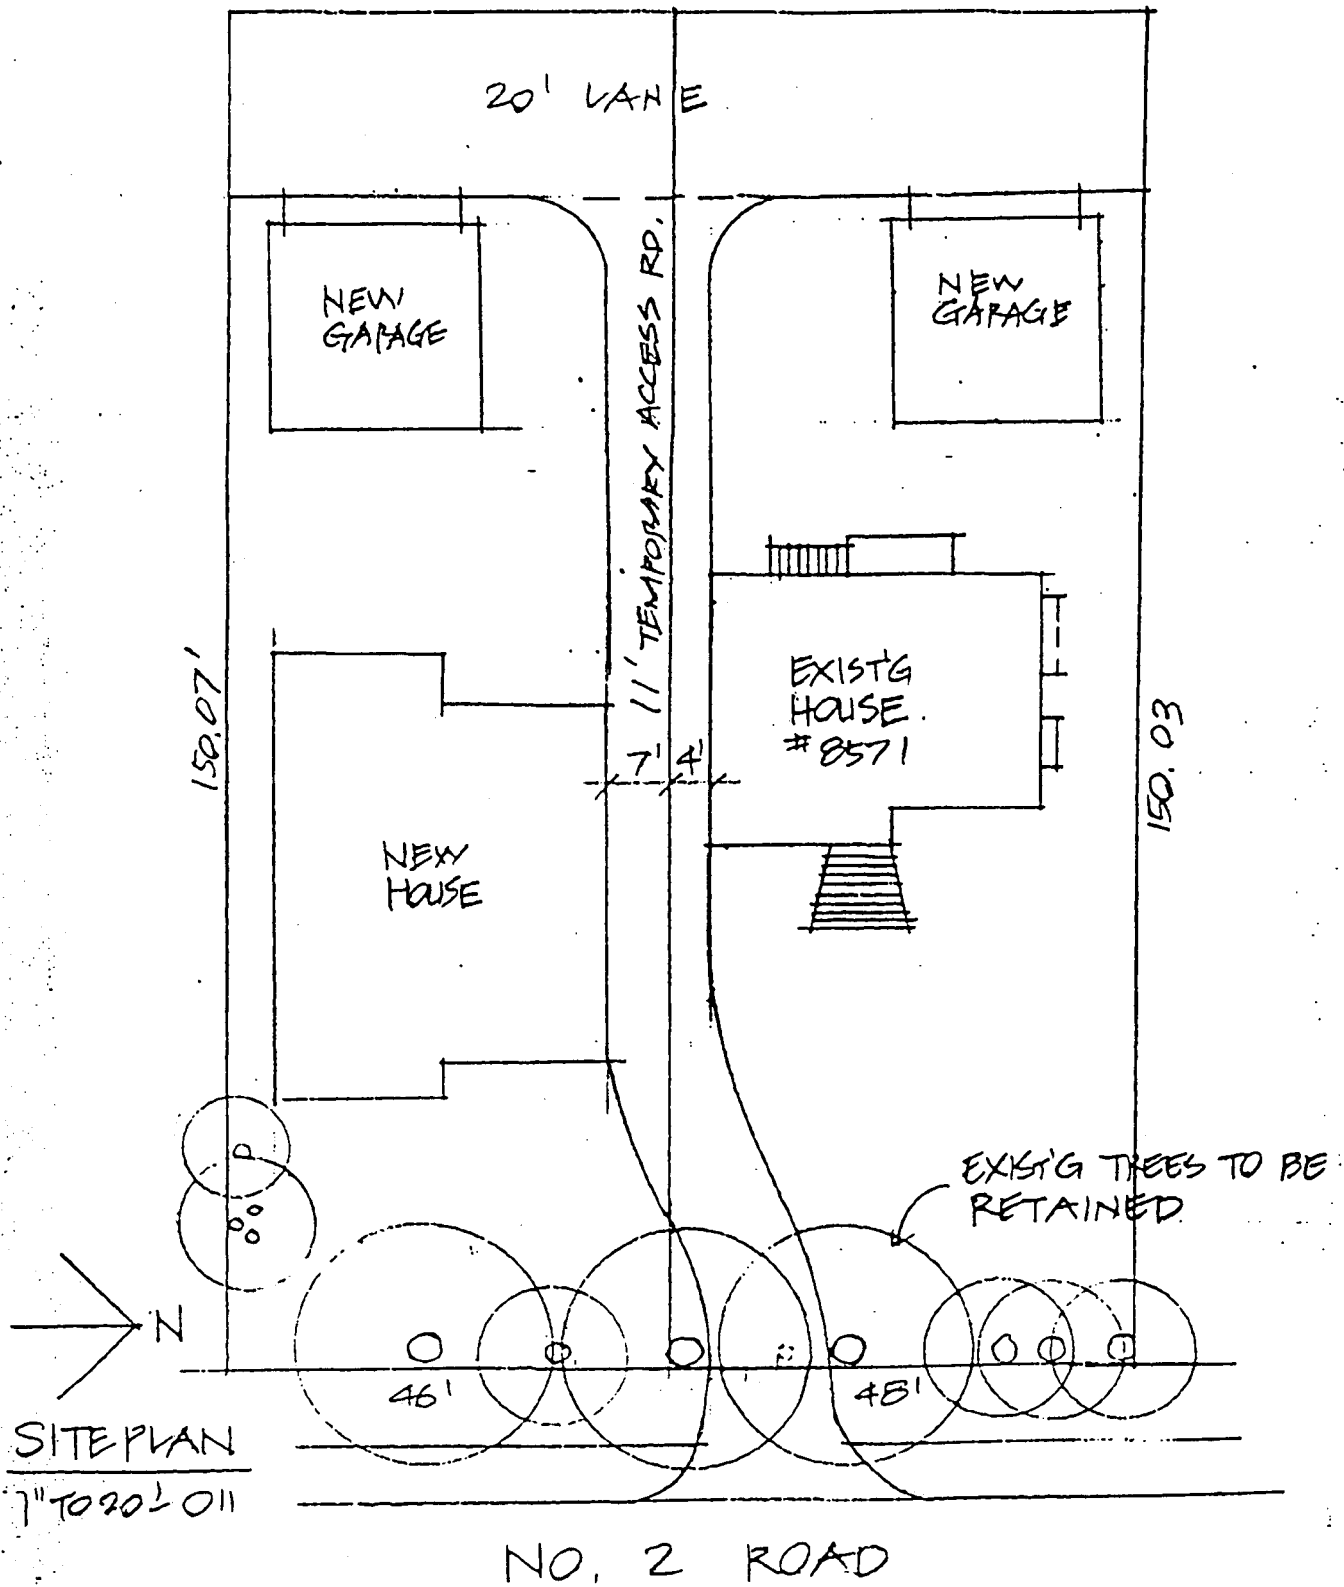 20' LANE
NEW
GARAGE
11' TEMPORARY ACCESS RD.
NEW
GARAGE
150.07'
EXIST'G
HOUSE.
#8571
7' 4'
150.03
NEW
HOUSE
EXIST'G TREES TO BE
RETAINED.
N
46'
48'
SITE PLAN
1" TO 20'-0"
NO. 2 ROAD